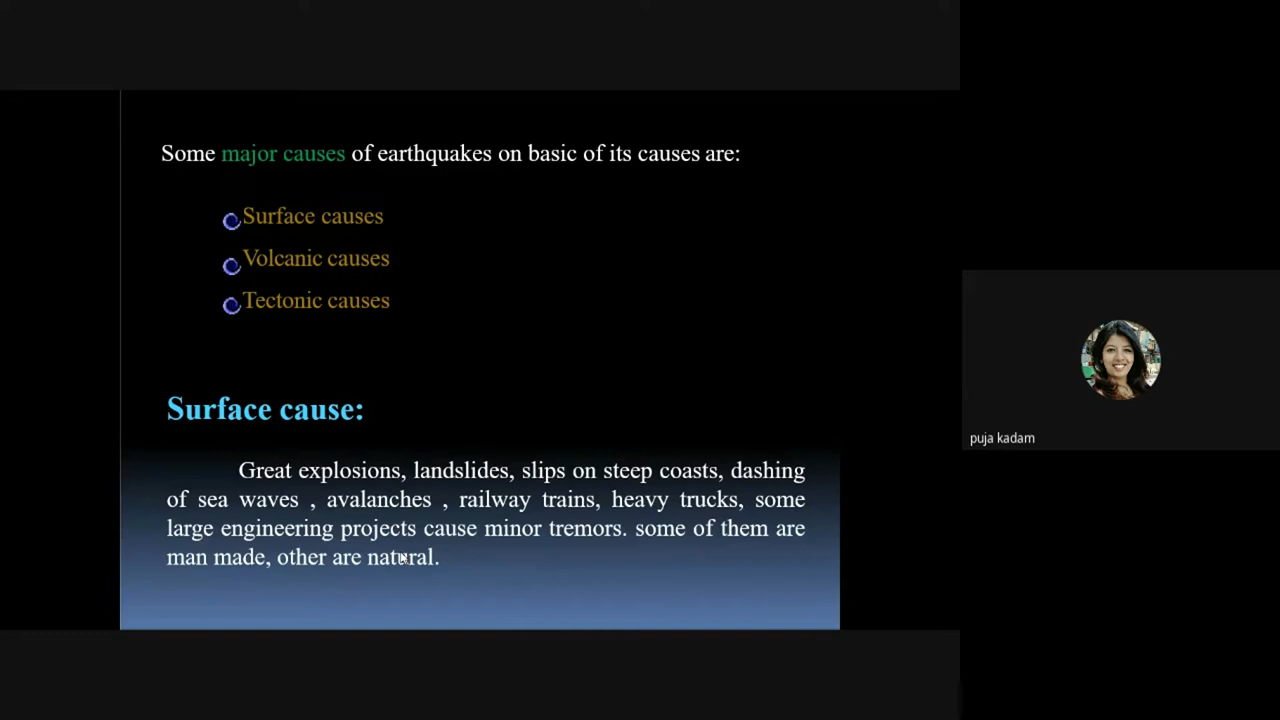 Some major causes of earthquakes on basic of its causes are:
Surface causes
Volcanic causes
Tectonic causes
Surface cause:
Great explosions, landslides, slips on steep coasts, dashing
of sea waves , avalanches , railway trains, heavy trucks, some
large engineering projects cause minor tremors. some of them are
man made, other are natural.
puja kadam